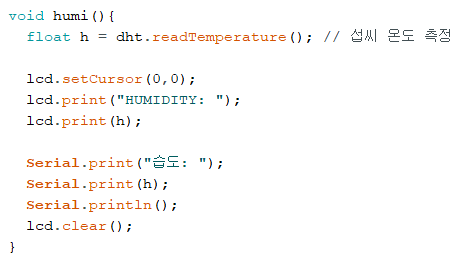 void humi(){
  float h = dht.readTemperature(); // 섭씨 온도 측정

  lcd.setCursor(0,0);
  lcd.print("HUMIDITY: ");
  lcd.print(h);

  Serial.print("습도: ");
  Serial.print(h);
  Serial.println();
  lcd.clear();
}